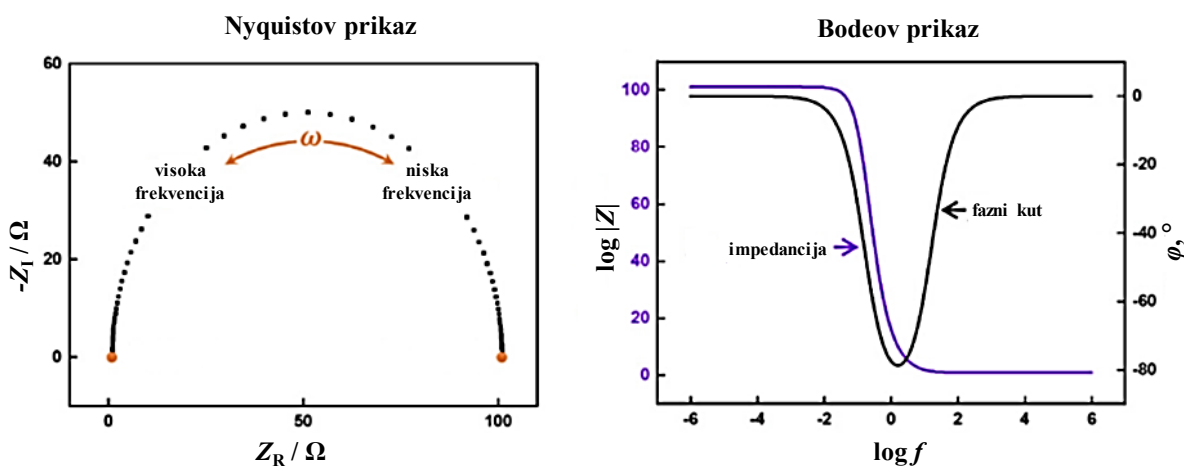 Nyquistov prikaz
60
40
20
0
-Z_I / Ω
ω
visoka
frekvencija
niska
frekvencija
0
50
100
Z_R / Ω
Bodeov prikaz
100
80
60
40
20
0
log |Z|
impedancija
fazni kut
0
-20
-40
-60
-80
φ, °
-6
-4
-2
0
2
4
6
log f